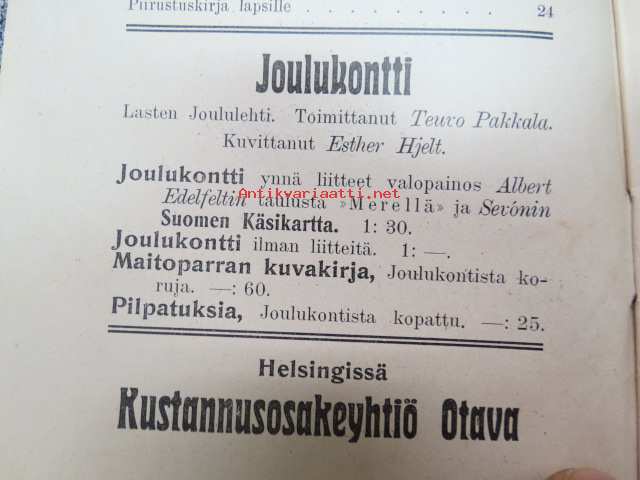 Piirustuskirja lapsille . . . . . . . . . 24
Joulukontti
Lasten Joululehti. Toimittanut Teuvo Pakkala.
Kuvittanut Esther Hjelt.
Joulukontti ynnä liitteet valopainos Albert
Edelfeltin taulusta »Merellä» ja Sevónin
Antikvariaatti.net
Suomen Käsikartta. 1: 30.
Joulukontti ilman liitteitä. 1: —.
Maitoparran kuvakirja, Joulukontista ko-
ruja. —: 60.
Pilpatuksia, Joulukontista kopattu. —: 25.
Helsingissä
Kustannusosakeyhtiö Otava